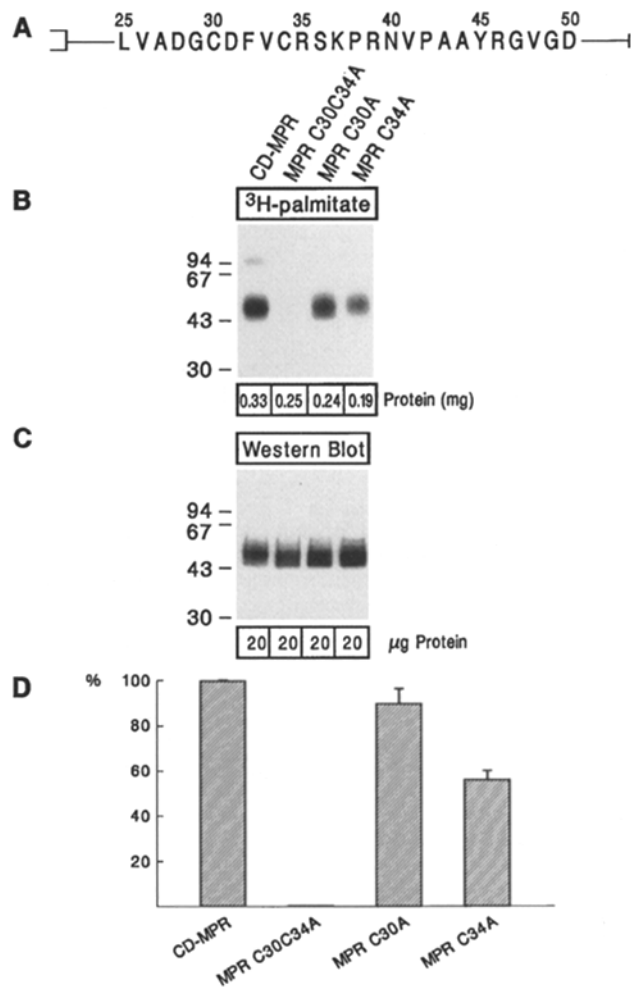 A
25 30 35 40 45 50
LVADGCDFVCRSKPRNVPAAYRGVGD
CD-MPR
MPR C30C34A
MPR C30A
MPR C34A
B
³H-palmitate
94
67
43
30
0.33 0.25 0.24 0.19 Protein (mg)
C
Western Blot
94
67
43
30
20 20 20 20 µg Protein
D
% 100
80
60
40
20
CD-MPR
MPR C30C34A
MPR C30A
MPR C34A